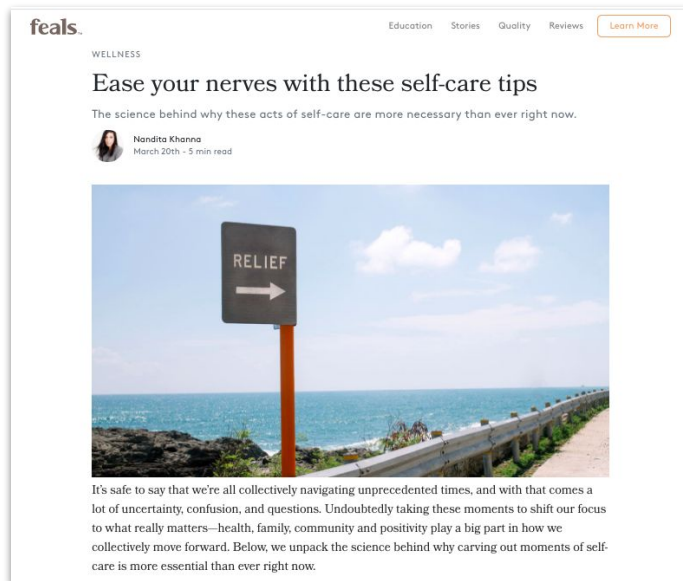 feals.
Education Stories Quality Reviews Learn More
WELLNESS
Ease your nerves with these self-care tips
The science behind why these acts of self-care are more necessary than ever right now.
Nandita Khanna
March 20th - 5 min read
RELIEF
It's safe to say that we're all collectively navigating unprecedented times, and with that comes a
lot of uncertainty, confusion, and questions. Undoubtedly taking these moments to shift our focus
to what really matters—health, family, community and positivity play a big part in how we
collectively move forward. Below, we unpack the science behind why carving out moments of self-
care is more essential than ever right now.